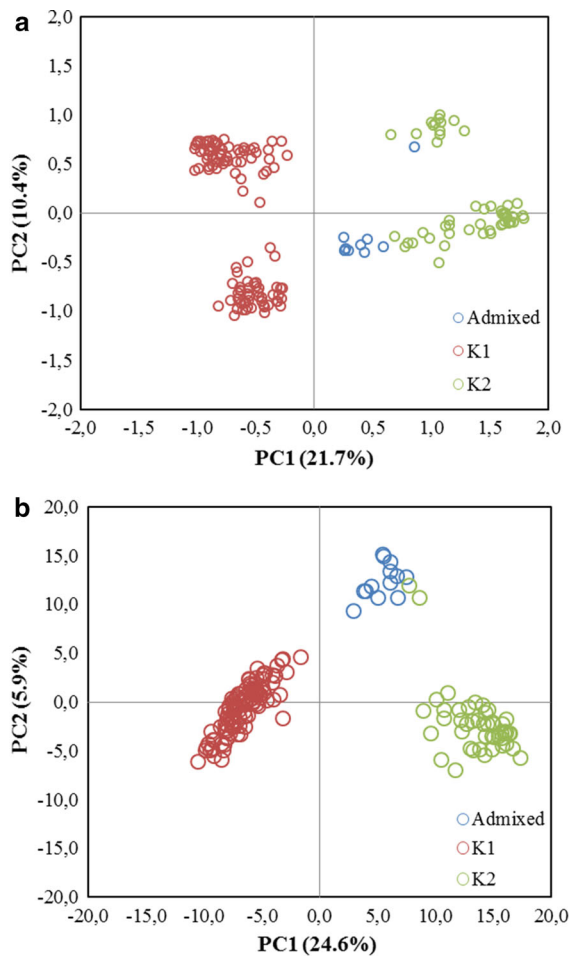 a
2,0
1,5
1,0
0,5
0,0
-0,5
-1,0
-1,5
-2,0
PC2 (10.4%)
Admixed
K1
K2
-2,0 -1,0 -0,5 0,0 0,5 1,0 1,5 2,0
PC1 (21.7%)
b
20,0
15,0
10,0
5,0
0,0
-5,0
-10,0
-15,0
-20,0
PC2 (5.9%)
Admixed
K1
K2
-20,0 -10,0 -5,0 0,0 5,0 10,0 15,0 20,0
PC1 (24.6%)